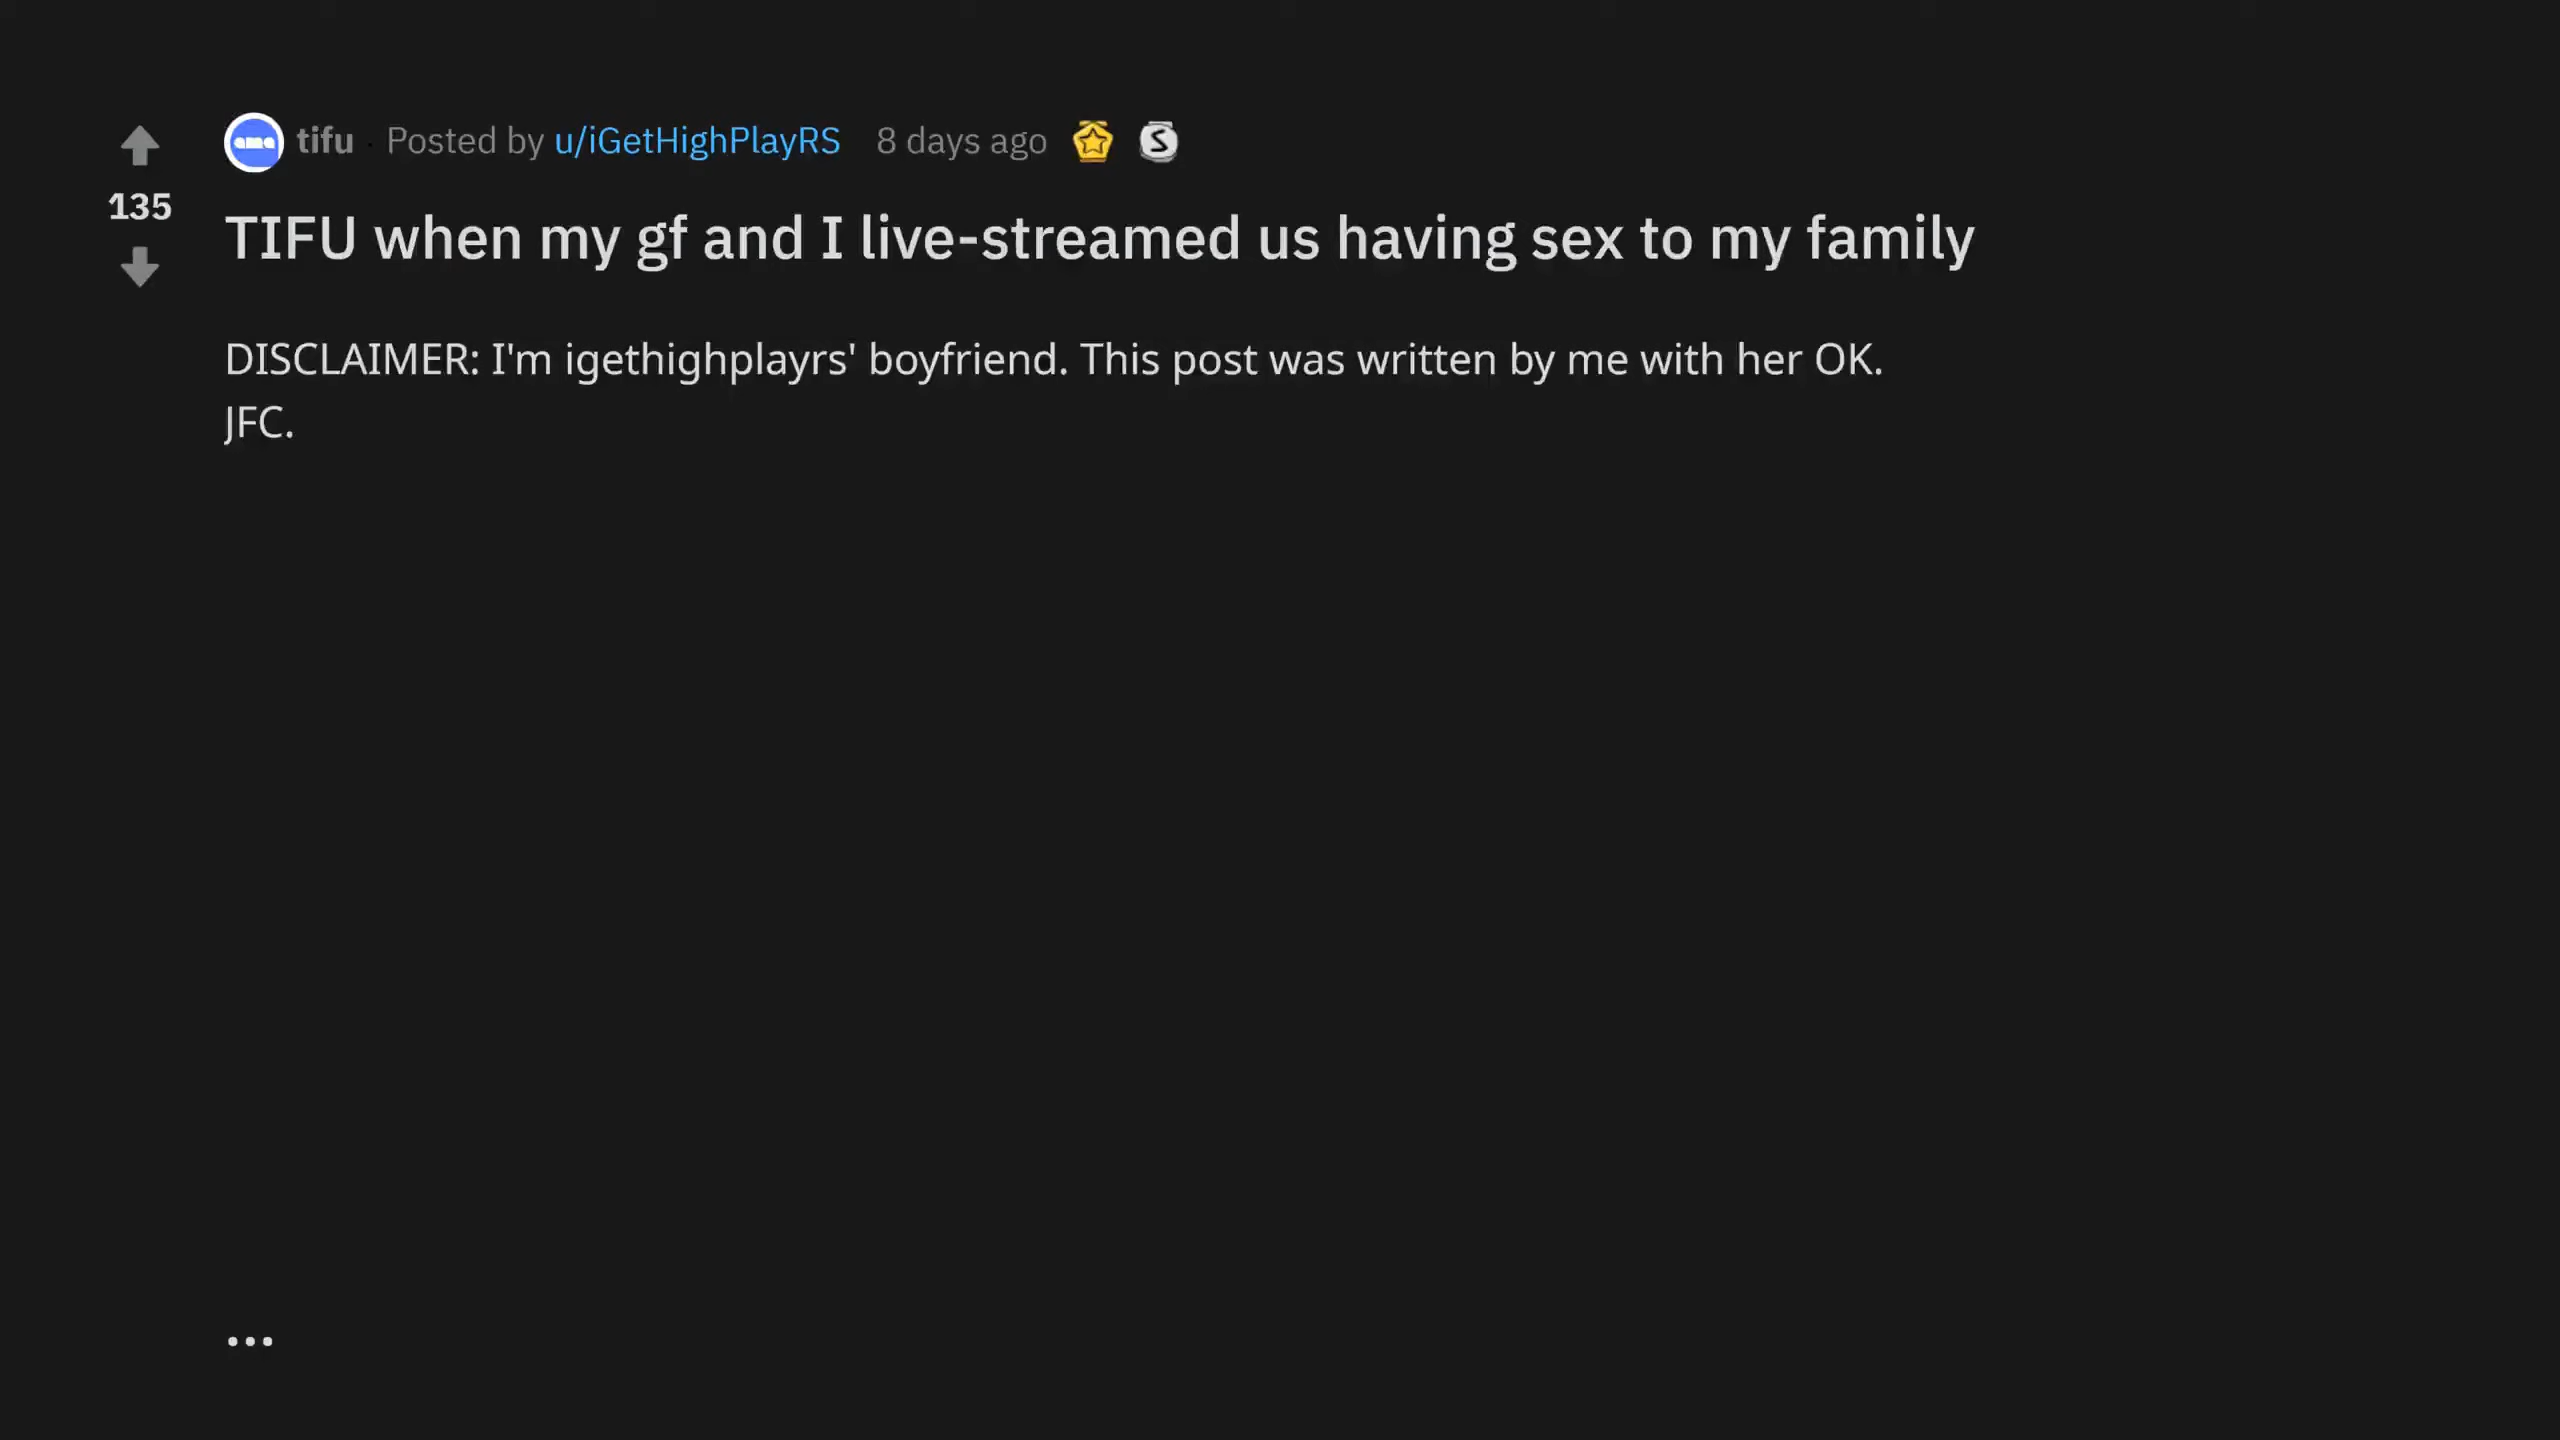 tifu · Posted by u/iGetHighPlayRS 8 days ago
135
TIFU when my gf and I live-streamed us having sex to my family
DISCLAIMER: I'm igethighplayrs' boyfriend. This post was written by me with her OK.
JFC.
...